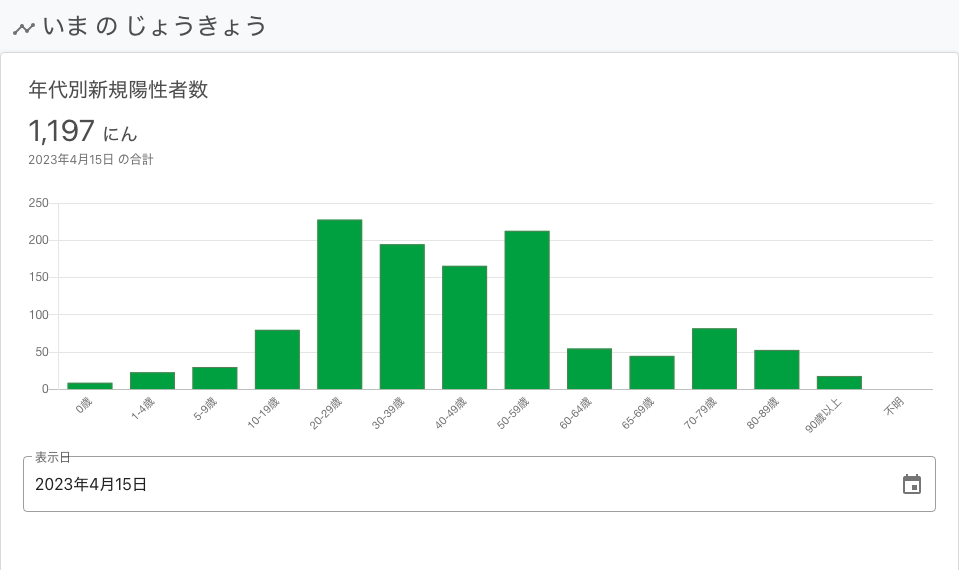 いま の じょうきょう
年代別新規陽性者数
1,197 にん
2023年4月15日 の合計
250
200
150
100
50
0
0歳
1-4歳
5-9歳
10-19歳
20-29歳
30-39歳
40-49歳
50-59歳
60-64歳
65-69歳
70-79歳
80-89歳
90歳以上
不明
表示日
2023年4月15日